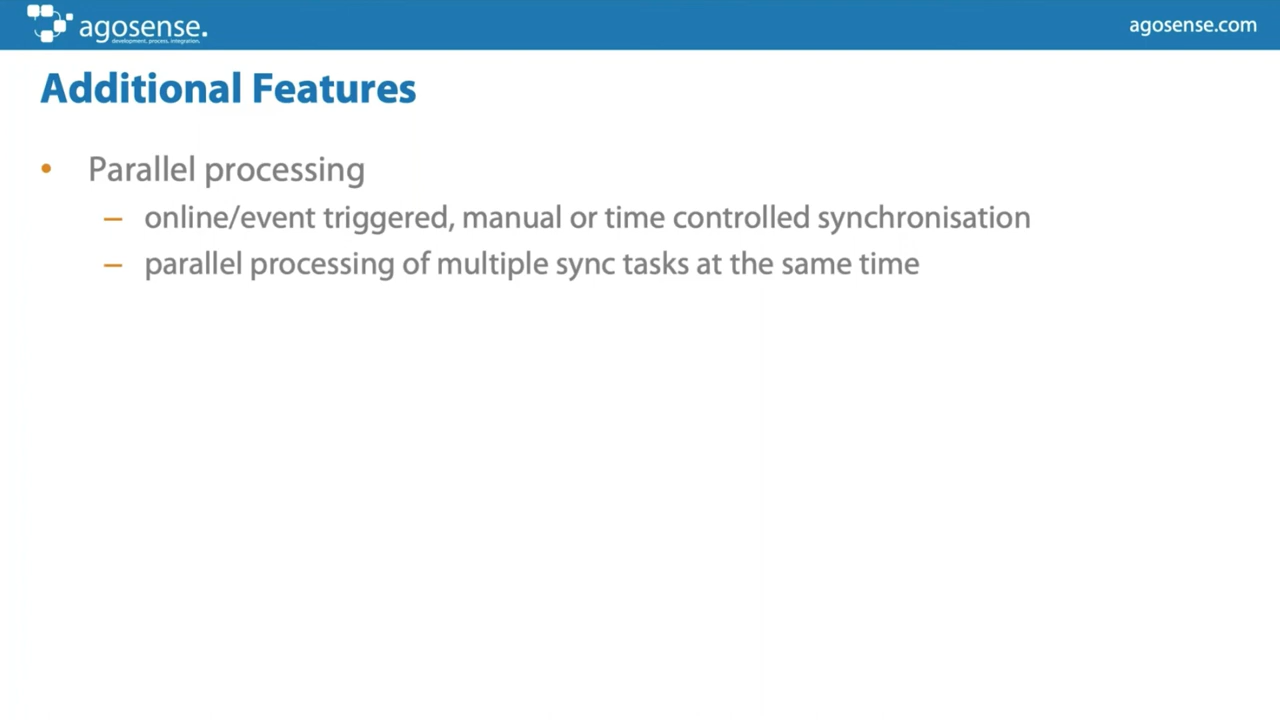 agosense.
development. process. integration.
agosense.com
Additional Features
• Parallel processing
– online/event triggered, manual or time controlled synchronisation
– parallel processing of multiple sync tasks at the same time